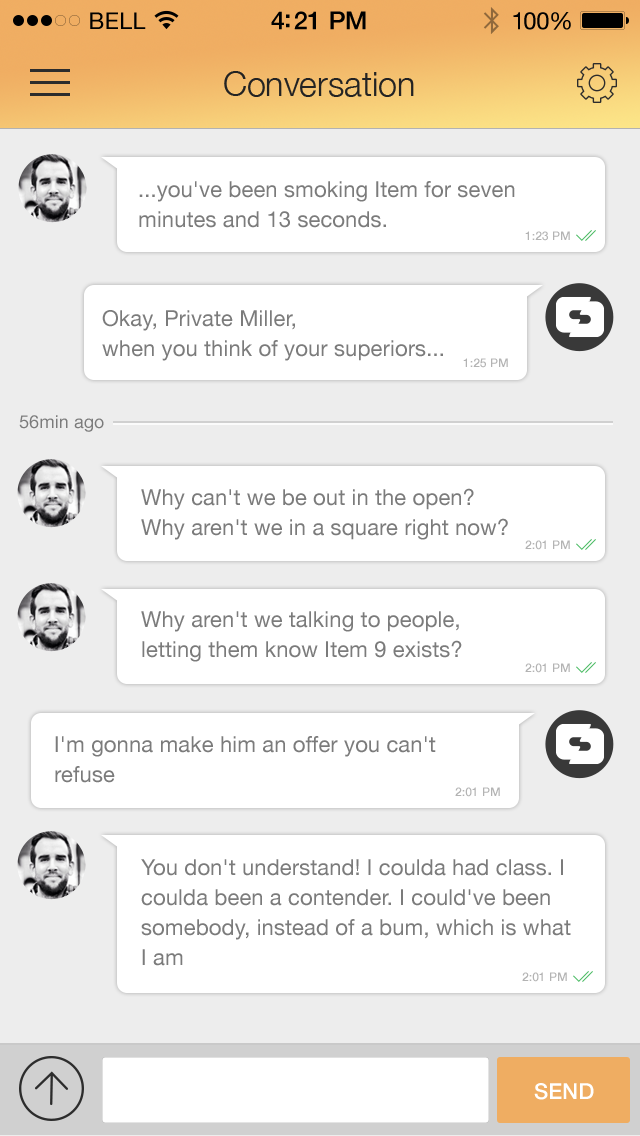 BELL 4:21 PM 100%
Conversation
...you've been smoking Item for seven
minutes and 13 seconds.
1:23 PM
Okay, Private Miller,
when you think of your superiors...
1:25 PM
56min ago
Why can't we be out in the open?
Why aren't we in a square right now?
2:01 PM
Why aren't we talking to people,
letting them know Item 9 exists?
2:01 PM
I'm gonna make him an offer you can't
refuse
2:01 PM
You don't understand! I coulda had class. I
coulda been a contender. I could've been
somebody, instead of a bum, which is what
I am
2:01 PM
SEND